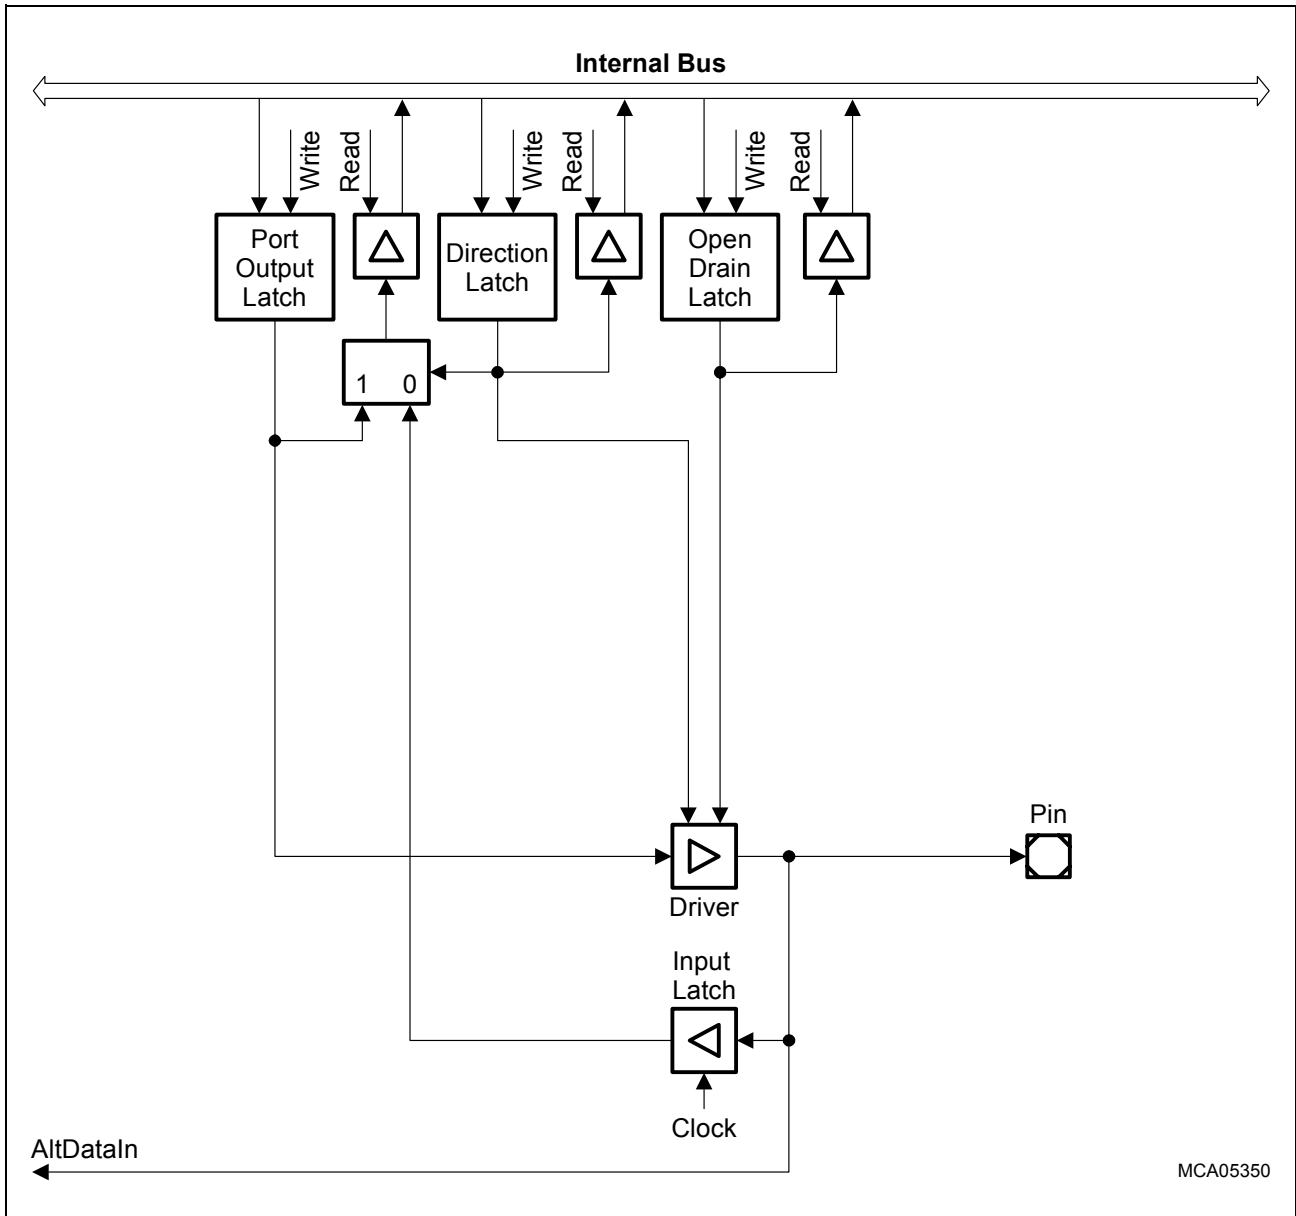 Internal Bus
Write
Read
Write
Read
Write
Read
Port
Output
Latch
Direction
Latch
Open
Drain
Latch
1 0
Pin
Driver
Input
Latch
Clock
AltDataIn
MCA05350